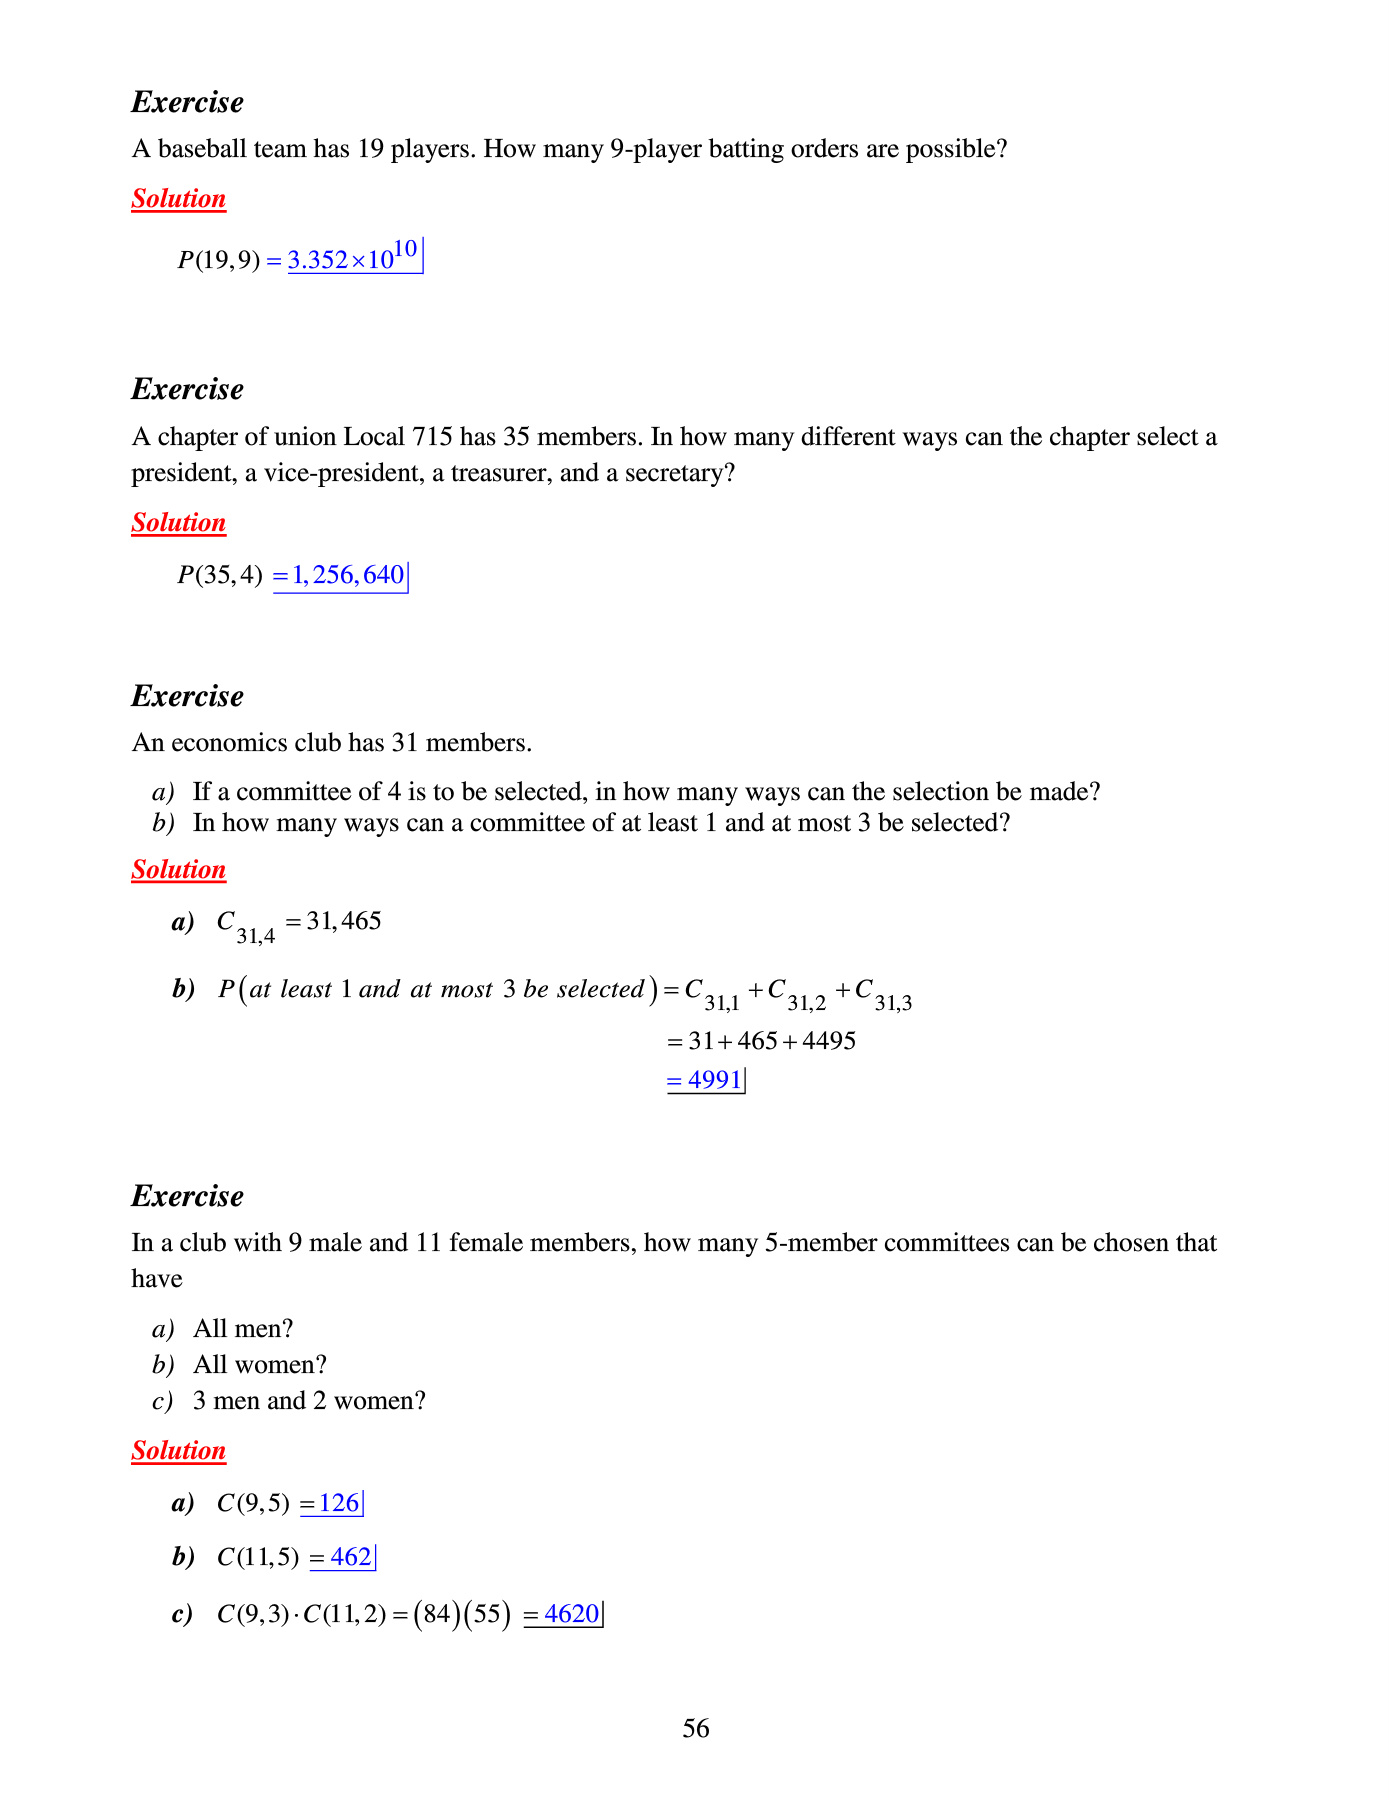 Exercise
A baseball team has 19 players. How many 9-player batting orders are possible?
Solution
P(19,9) = 3.352×10^10
Exercise
A chapter of union Local 715 has 35 members. In how many different ways can the chapter select a
president, a vice-president, a treasurer, and a secretary?
Solution
P(35,4) = 1,256,640
Exercise
An economics club has 31 members.
a) If a committee of 4 is to be selected, in how many ways can the selection be made?
b) In how many ways can a committee of at least 1 and at most 3 be selected?
Solution
a) C_{31,4} = 31,465
b) P(at least 1 and at most 3 be selected) = C_{31,1} + C_{31,2} + C_{31,3}
= 31 + 465 + 4495
= 4991
Exercise
In a club with 9 male and 11 female members, how many 5-member committees can be chosen that
have
a) All men?
b) All women?
c) 3 men and 2 women?
Solution
a) C(9,5) = 126
b) C(11,5) = 462
c) C(9,3)·C(11,2) = (84)(55) = 4620
56